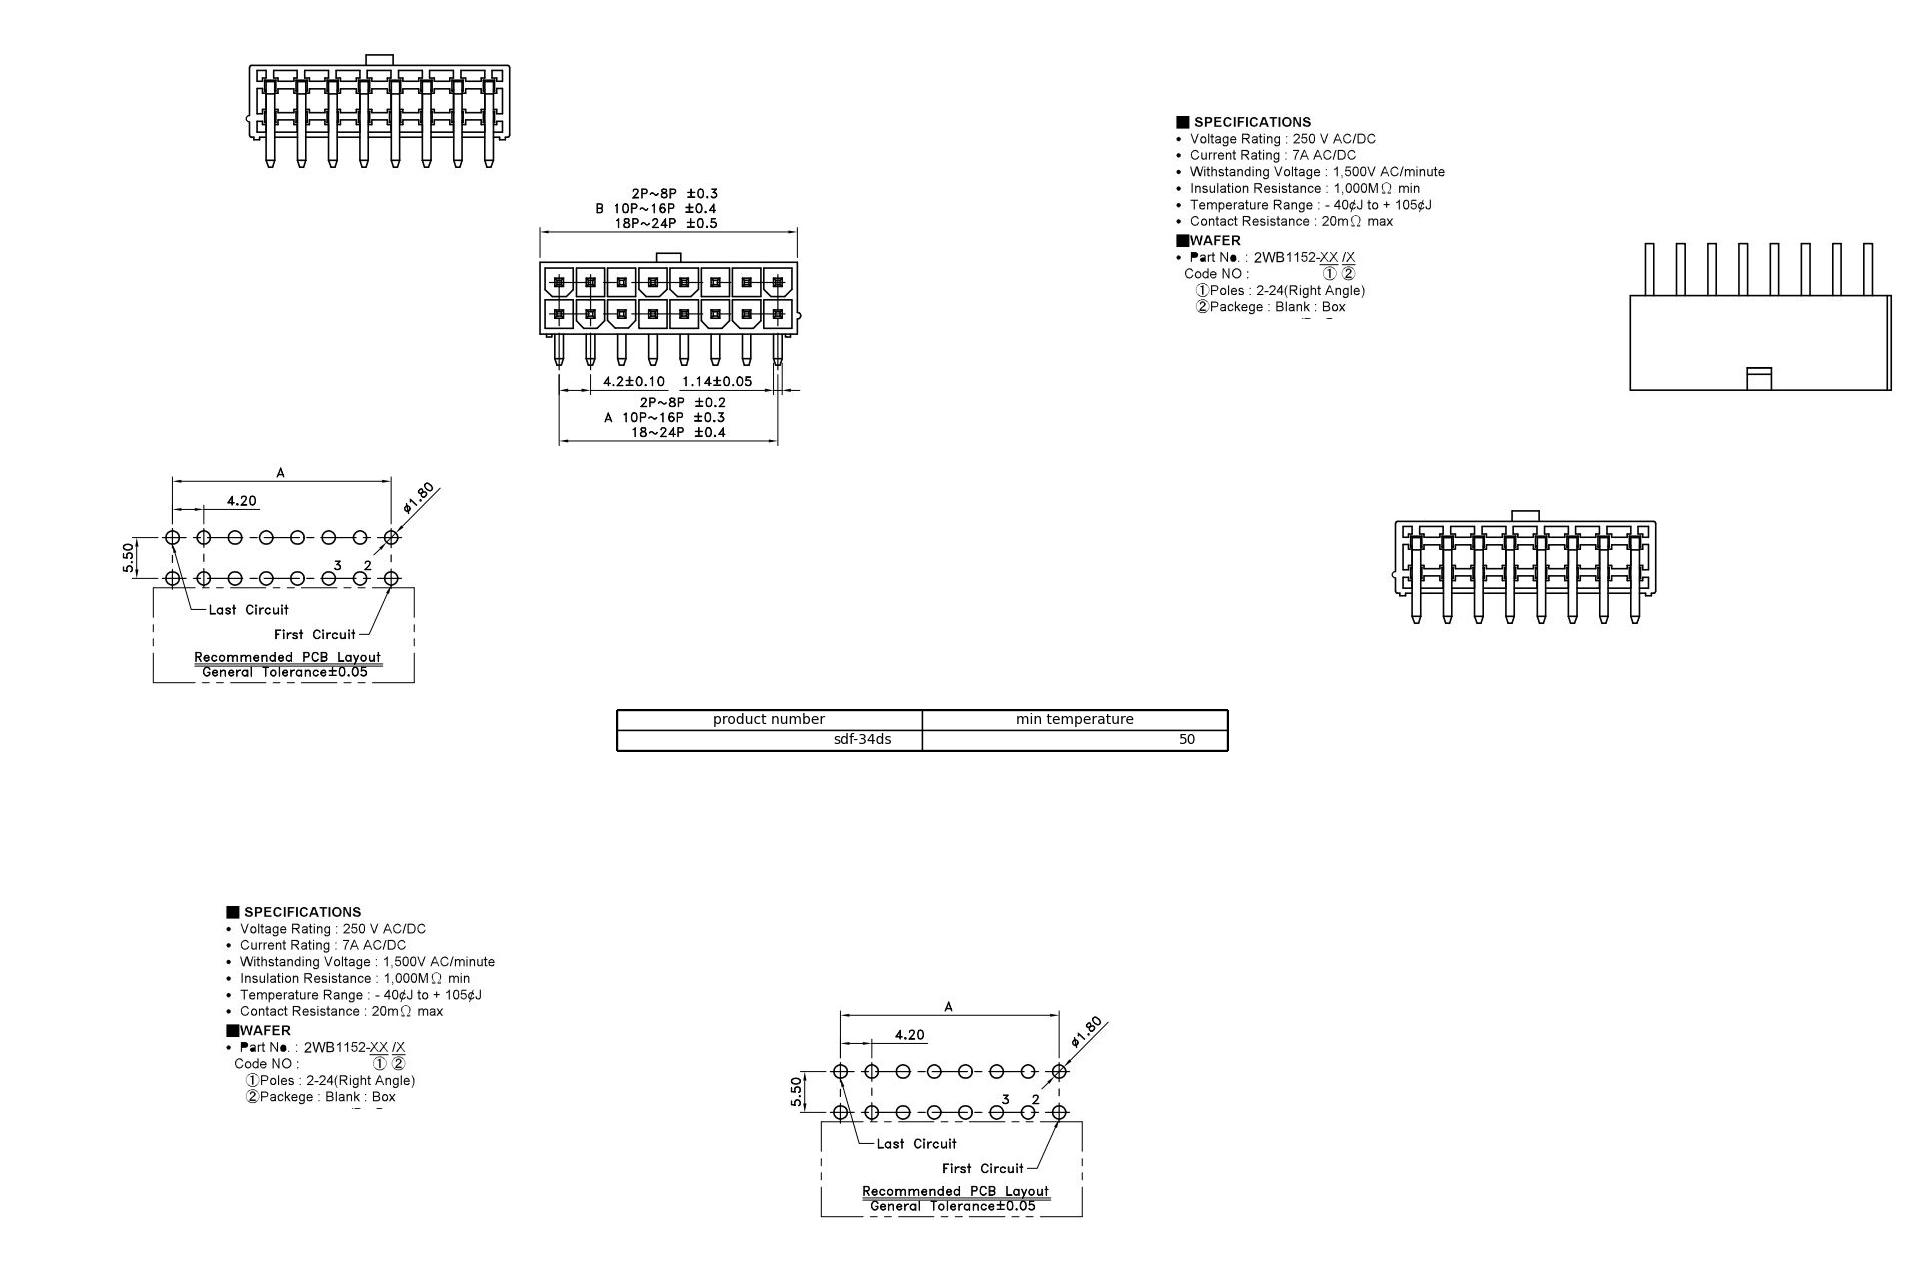 ■ SPECIFICATIONS
• Voltage Rating : 250 V AC/DC
• Current Rating : 7A AC/DC
• Withstanding Voltage : 1,500V AC/minute
• Insulation Resistance : 1,000MΩ min
• Temperature Range : - 40¢J to + 105¢J
• Contact Resistance : 20mΩ max
■WAFER
• Part No. : 2WB1152-XX /X
Code NO : ① ②
①Poles : 2-24(Right Angle)
②Packege : Blank : Box
2P~8P ±0.3
B 10P~16P ±0.4
18P~24P ±0.5
4.2±0.10 1.14±0.05
2P~8P ±0.2
A 10P~16P ±0.3
18~24P ±0.4
A
4.20
ø1.80
5.50
3 2
Last Circuit
First Circuit
Recommended PCB Layout
General Tolerance±0.05
product number min temperature
sdf-34ds 50
■ SPECIFICATIONS
• Voltage Rating : 250 V AC/DC
• Current Rating : 7A AC/DC
• Withstanding Voltage : 1,500V AC/minute
• Insulation Resistance : 1,000MΩ min
• Temperature Range : - 40¢J to + 105¢J
• Contact Resistance : 20mΩ max
■WAFER
• Part No. : 2WB1152-XX /X
Code NO : ① ②
①Poles : 2-24(Right Angle)
②Packege : Blank : Box
A
4.20
ø1.80
5.50
3 2
Last Circuit
First Circuit
Recommended PCB Layout
General Tolerance±0.05